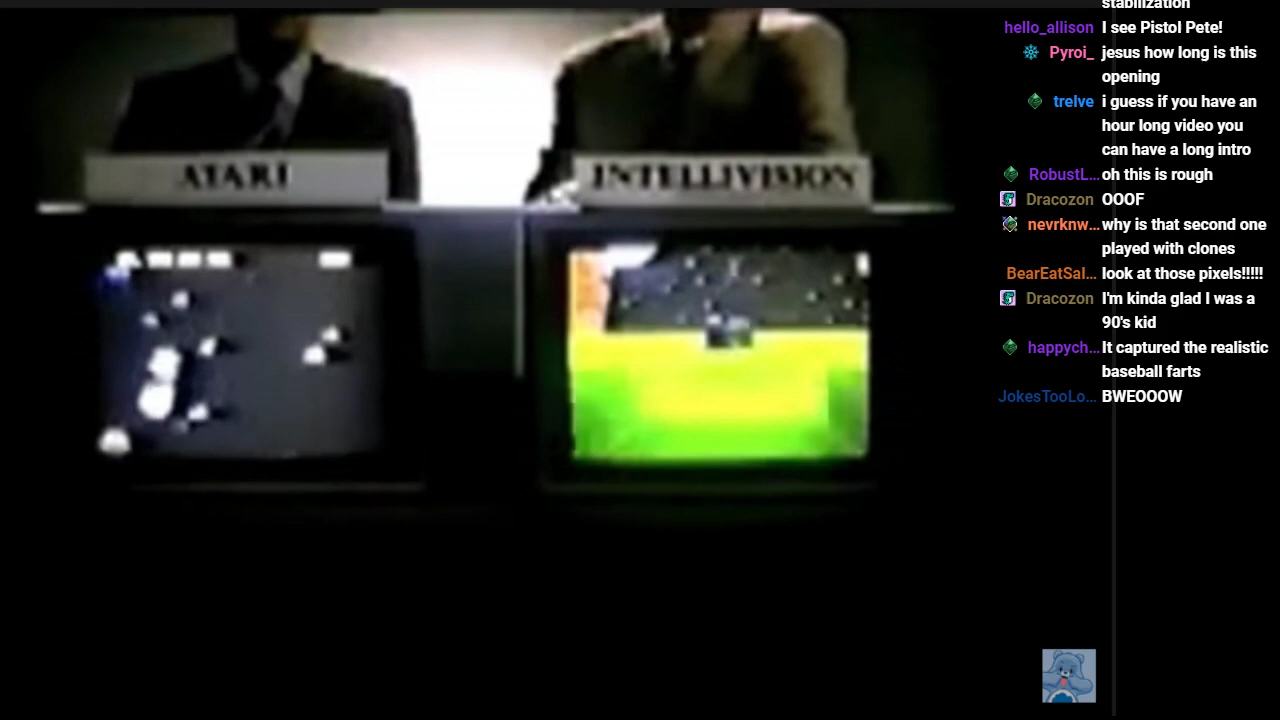 stabilization
hello_allison I see Pistol Pete!
Pyroi_ jesus how long is this
opening
trelve i guess if you have an
hour long video you
can have a long intro
RobustL... oh this is rough
Dracozon OOOF
nevrknw... why is that second one
played with clones
BearEatSal... look at those pixels!!!!!
Dracozon I'm kinda glad I was a
90's kid
happych... It captured the realistic
baseball farts
JokesTooLo... BWEOOOW
ATARI
INTELLIVISION